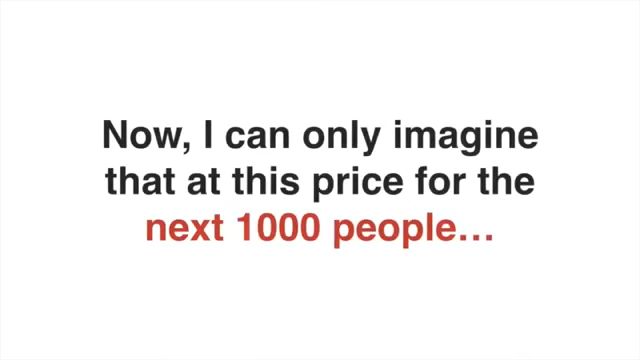 Now, I can only imagine
that at this price for the
next 1000 people…